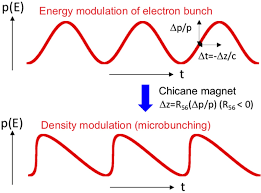 Energy modulation of electron bunch
p(E)
Δp/p
Δt=-Δz/c
t
Chicane magnet
Δz=R₅₆(Δp/p) (R₅₆ < 0)
p(E)
Density modulation (microbunching)
t